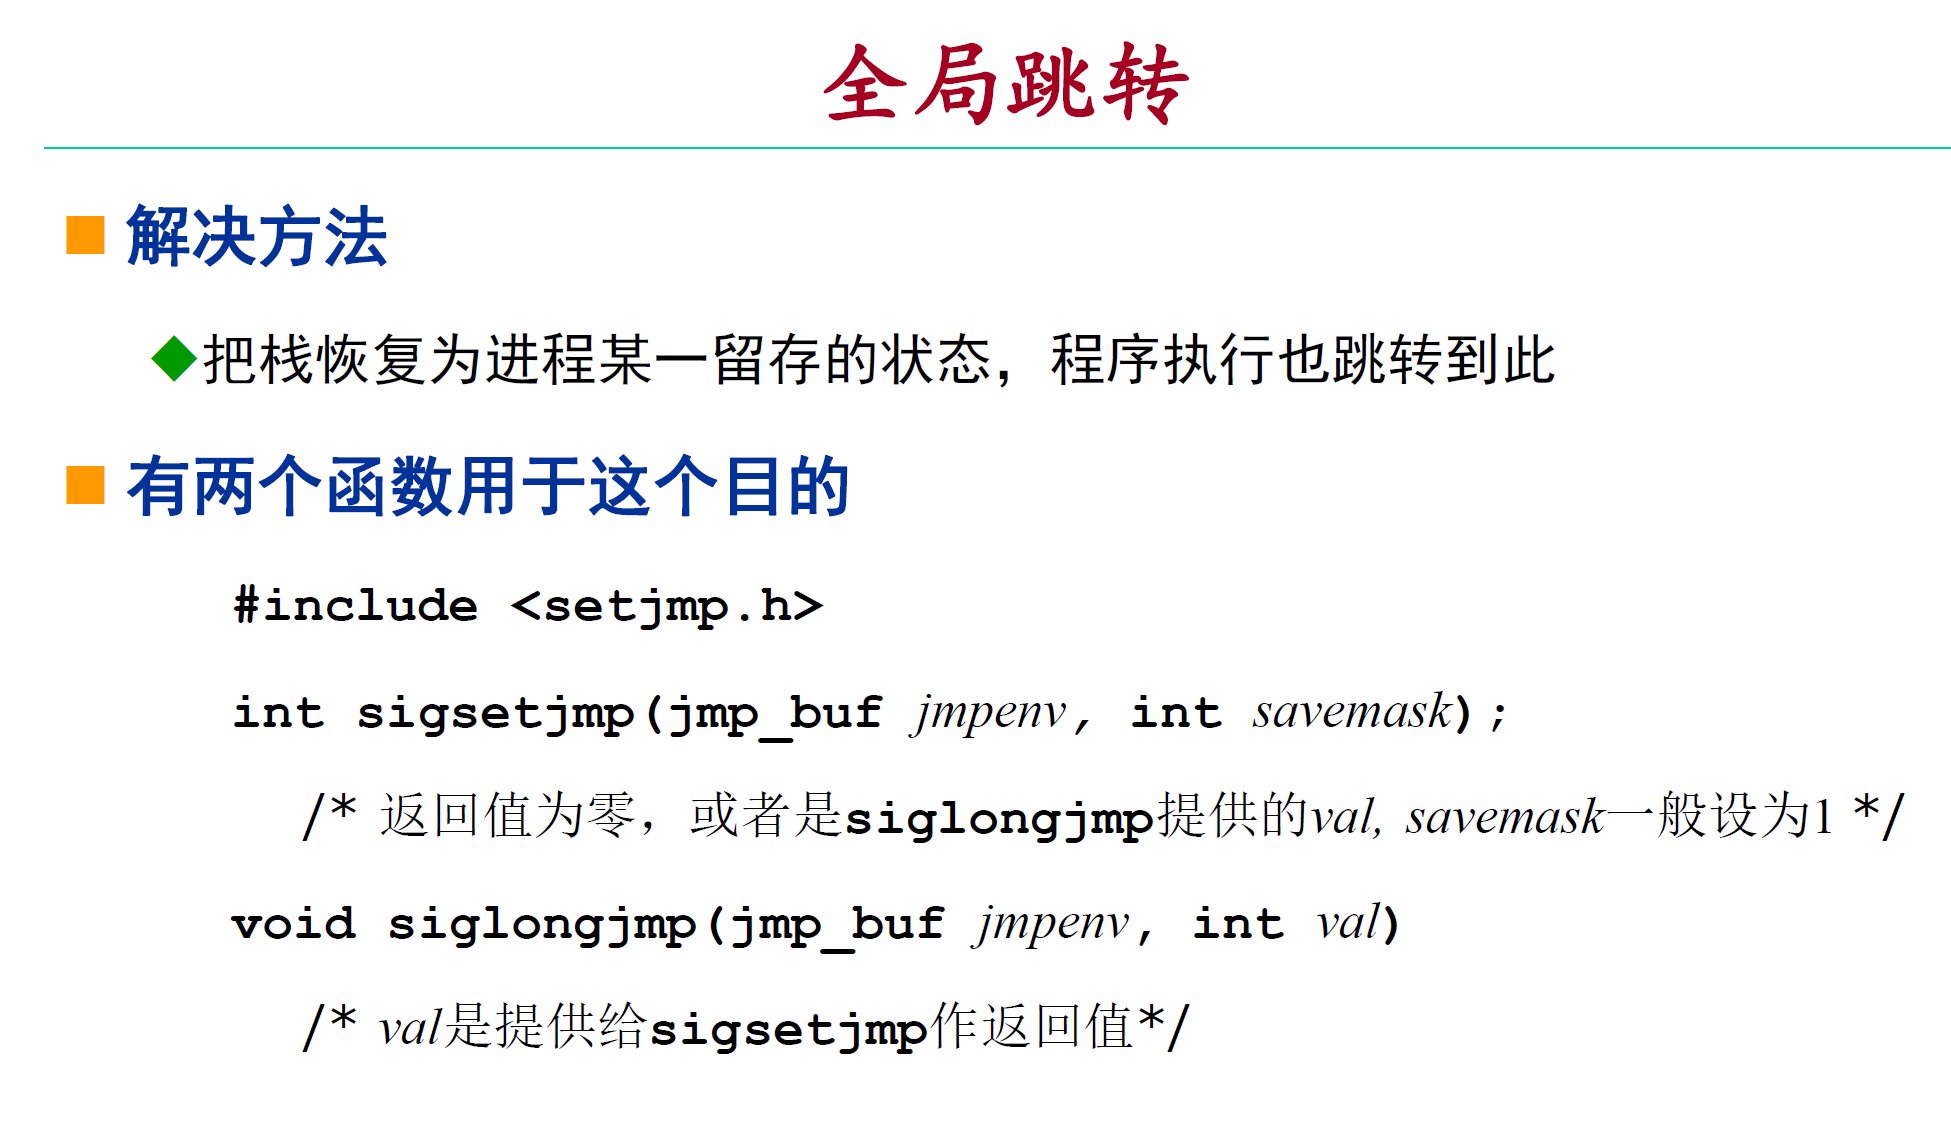 全局跳转
解决方法
把栈恢复为进程某一留存的状态，程序执行也跳转到此
有两个函数用于这个目的
#include <setjmp.h>
int sigsetjmp(jmp_buf jmpenv, int savemask);
/* 返回值为零，或者是siglongjmp提供的val, savemask一般设为1 */
void siglongjmp(jmp_buf jmpenv, int val)
/* val是提供给sigsetjmp作返回值*/